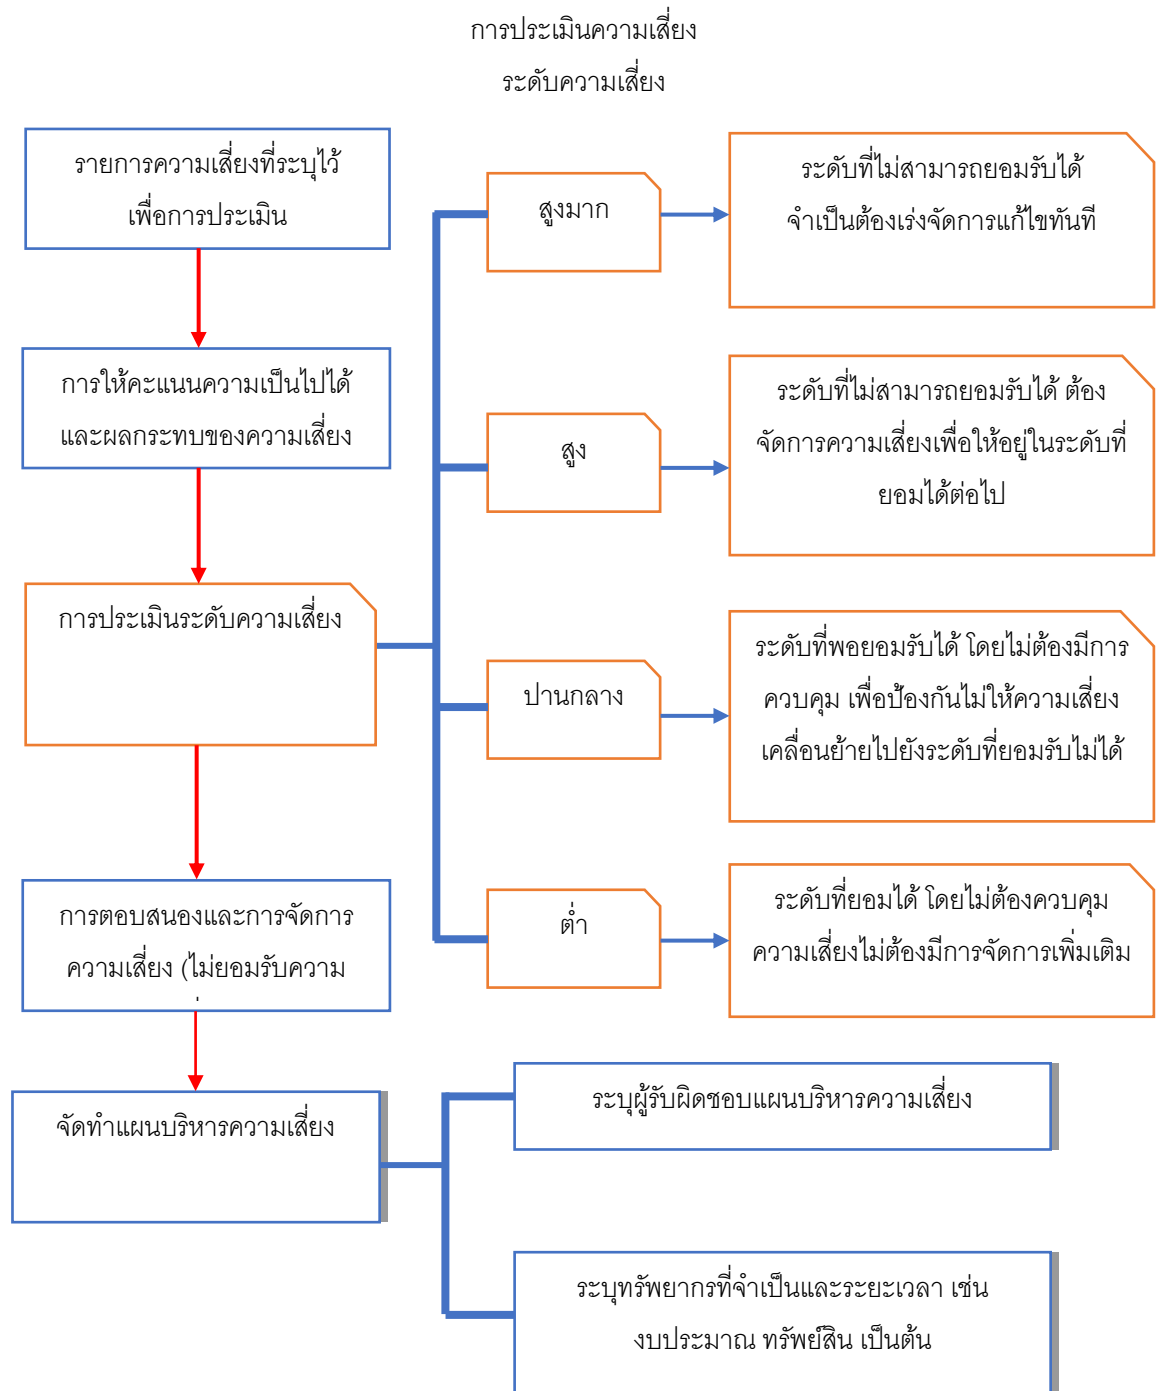 การประเมินความเสี่ยง
ระดับความเสี่ยง
รายการความเสี่ยงที่ระบุไว้
เพื่อการประเมิน
การให้คะแนนความเป็นไปได้
และผลกระทบของความเสี่ยง
การประเมินระดับความเสี่ยง
การตอบสนองและการจัดการ
ความเสี่ยง (ไม่ยอมรับความ
จัดทำแผนบริหารความเสี่ยง
สูงมาก
ระดับที่ไม่สามารถยอมรับได้
จำเป็นต้องเร่งจัดการแก้ไขทันที
สูง
ระดับที่ไม่สามารถยอมรับได้ ต้อง
จัดการความเสี่ยงเพื่อให้อยู่ในระดับที่
ยอมได้ต่อไป
ปานกลาง
ระดับที่พอยอมรับได้ โดยไม่ต้องมีการ
ควบคุม เพื่อป้องกันไม่ให้ความเสี่ยง
เคลื่อนย้ายไปยังระดับที่ยอมรับไม่ได้
ต่ำ
ระดับที่ยอมได้ โดยไม่ต้องควบคุม
ความเสี่ยงไม่ต้องมีการจัดการเพิ่มเติม
ระบุผู้รับผิดชอบแผนบริหารความเสี่ยง
ระบุทรัพยากรที่จำเป็นและระยะเวลา เช่น
งบประมาณ ทรัพย์สิน เป็นต้น